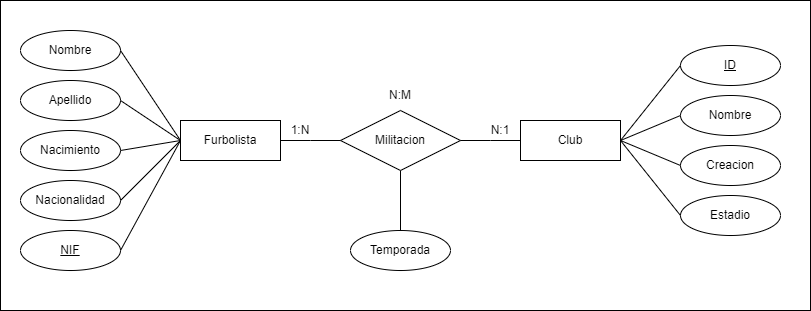 Nombre
Apellido
Nacimiento
Nacionalidad
NIF
Furbolista
1:N
N:M
Militacion
Temporada
N:1
Club
ID
Nombre
Creacion
Estadio